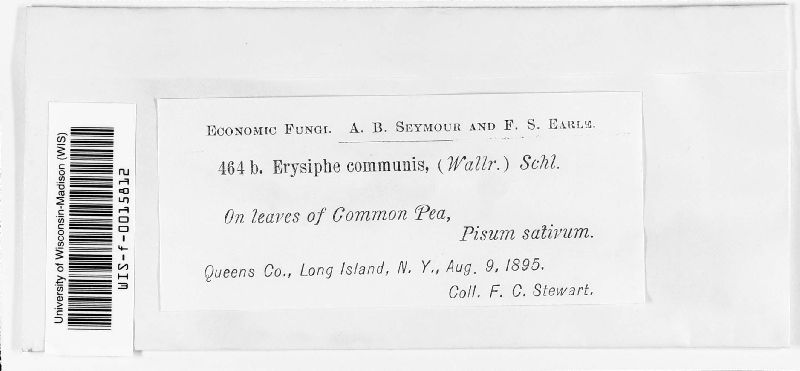 Economic Fungi. A. B. Seymour and F. S. Earle.
464 b. Erysiphe communis, (Wallr.) Schl.
On leaves of Common Pea,
Pisum sativum.
Queens Co., Long Island, N. Y., Aug. 9, 1895.
Coll. F. C. Stewart.
University of Wisconsin-Madison (WIS)
WIS-f-0015812